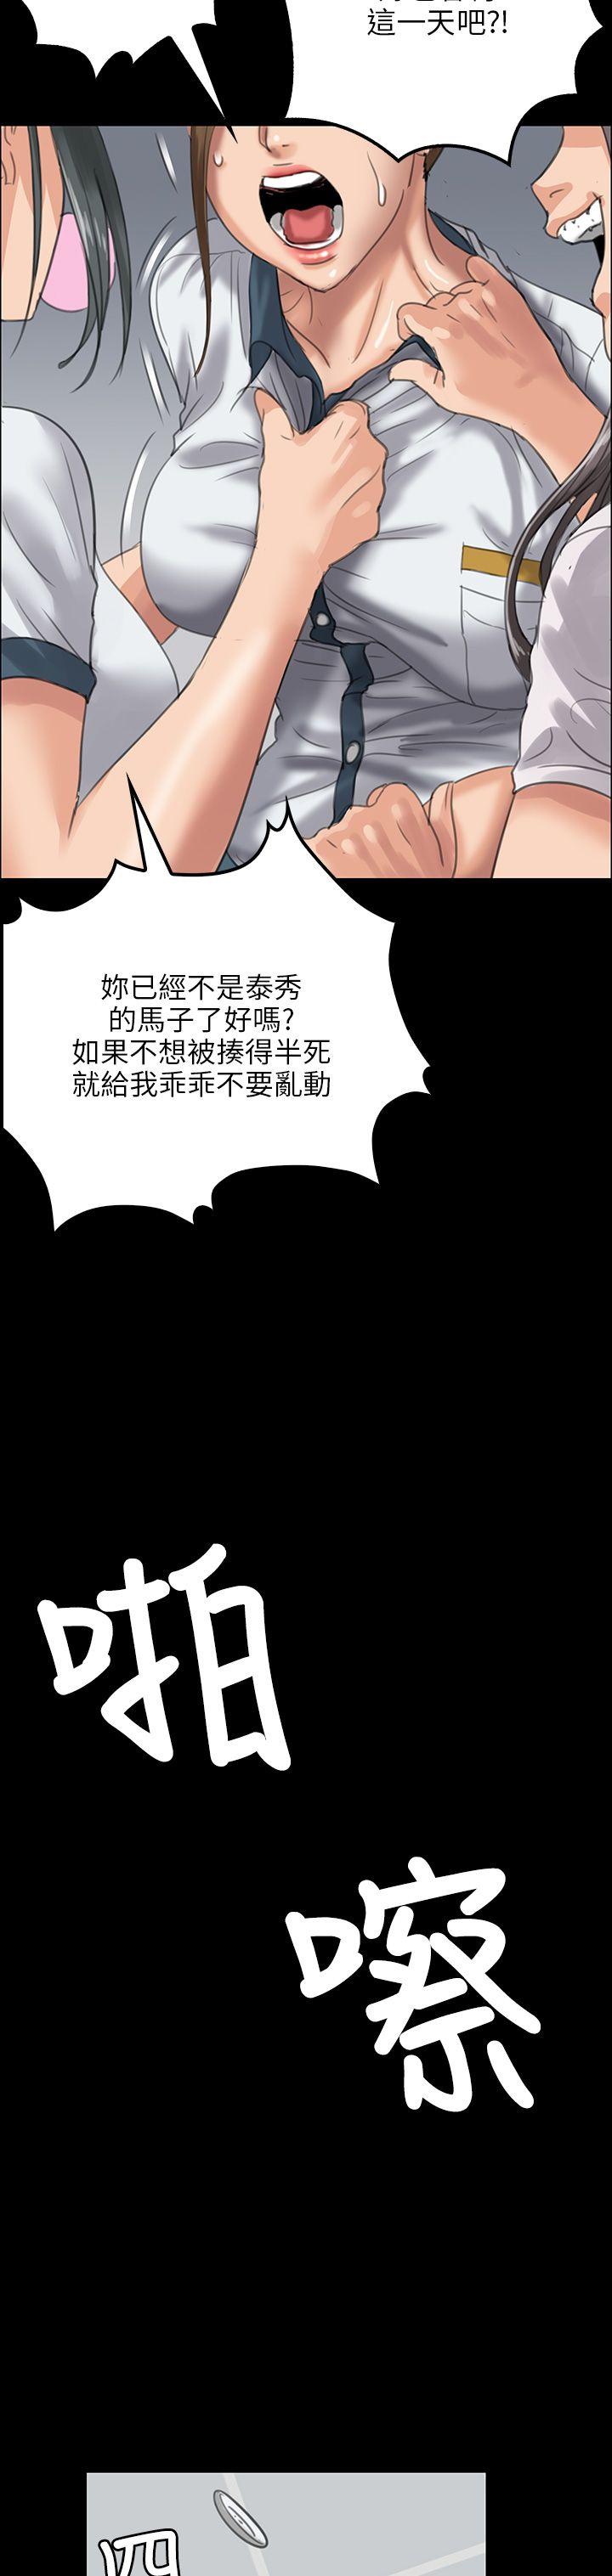 這一天吧?!
妳已經不是泰秀
的馬子了好嗎?
如果不想被揍得半死
就給我乖乖不要亂動
啪
嚓